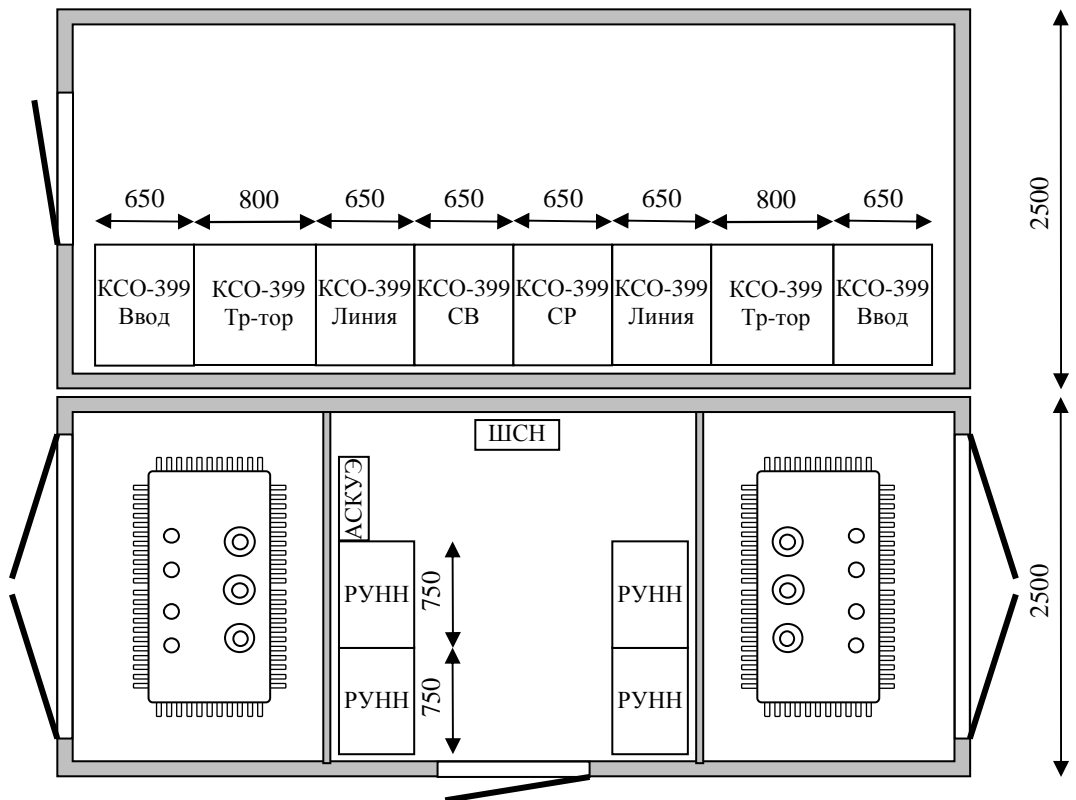 650 800 650 650 650 650 800 650
2500
КСО-399 КСО-399 КСО-399 КСО-399 КСО-399 КСО-399 КСО-399 КСО-399
Ввод Тр-тор Линия СВ СР Линия Тр-тор Ввод
ШСН
АСКУЭ
РУНН
750
РУНН
2500
РУНН
750
РУНН